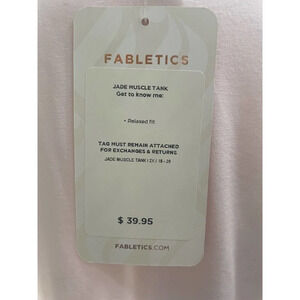 FABLETICS
JADE MUSCLE TANK
Get to know me:
• Relaxed fit
TAG MUST REMAIN ATTACHED
FOR EXCHANGES & RETURNS
JADE MUSCLE TANK | 2X | 18 - 20
$ 39.95
FABLETICS.COM